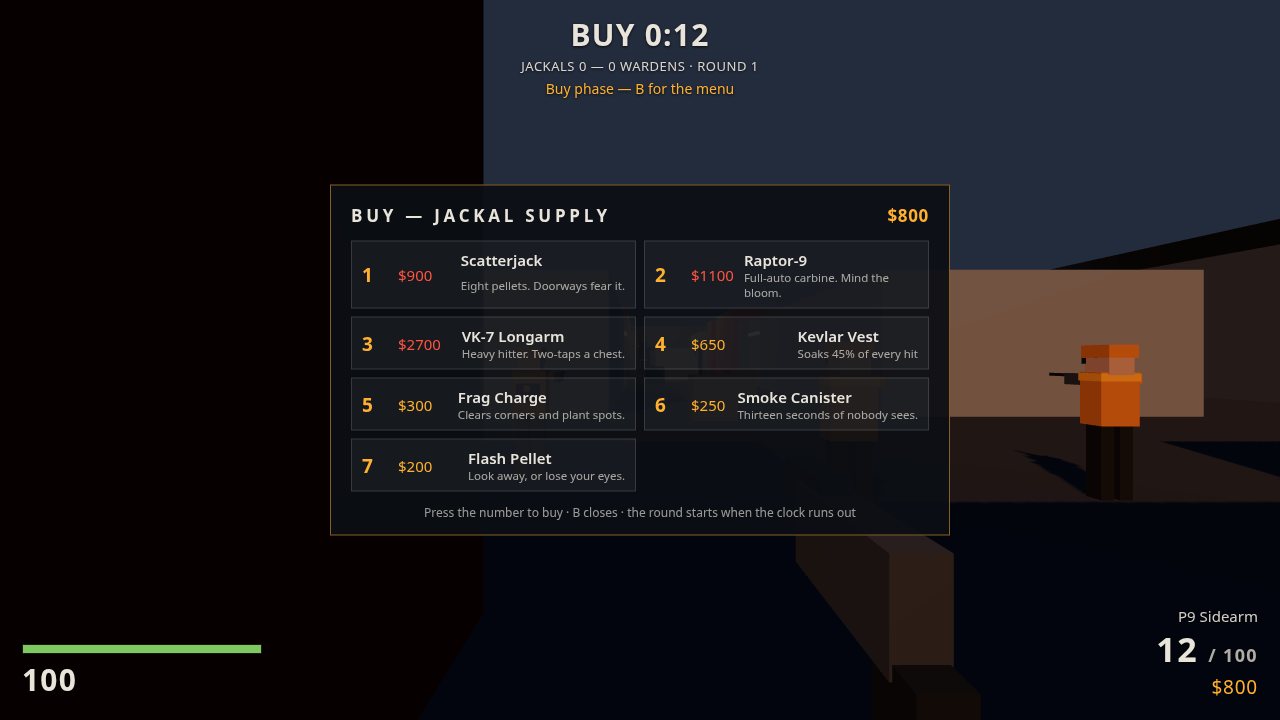 BUY 0:12
JACKALS 0 — 0 WARDENS · ROUND 1
Buy phase — B for the menu
BUY — JACKAL SUPPLY
$800
1
$900
Scatterjack
Eight pellets. Doorways fear it.
2
$1100
Raptor-9
Full-auto carbine. Mind the
bloom.
3
$2700
VK-7 Longarm
Heavy hitter. Two-taps a chest.
4
$650
Kevlar Vest
Soaks 45% of every hit
5
$300
Frag Charge
Clears corners and plant spots.
6
$250
Smoke Canister
Thirteen seconds of nobody sees.
7
$200
Flash Pellet
Look away, or lose your eyes.
Press the number to buy · B closes · the round starts when the clock runs out
100
P9 Sidearm
12 / 100
$800